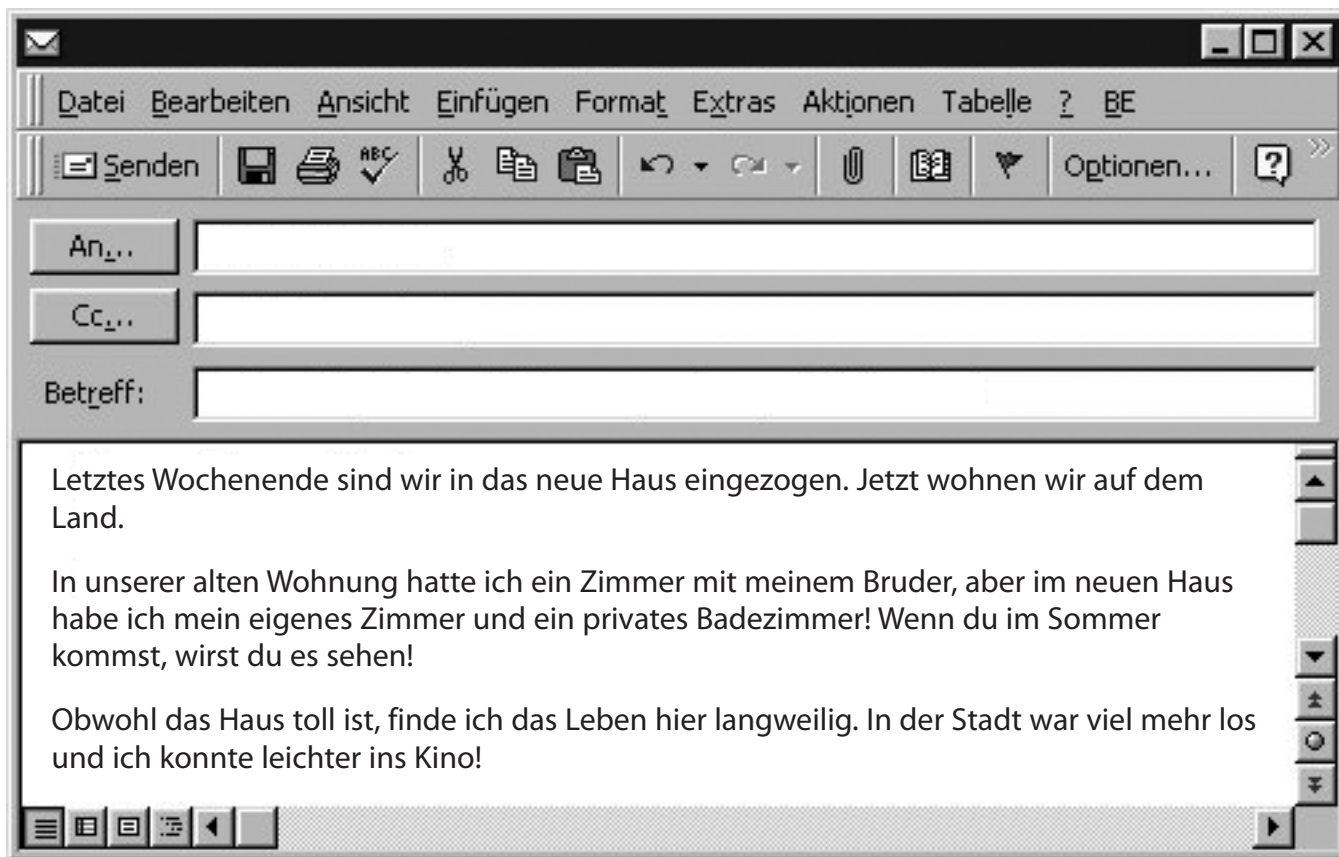 Datei Bearbeiten Ansicht Einfügen Format Extras Aktionen Tabelle ? BE
Senden ABC Optionen... ?
An...
Cc...
Betreff:
Letztes Wochenende sind wir in das neue Haus eingezogen. Jetzt wohnen wir auf dem
Land.
In unserer alten Wohnung hatte ich ein Zimmer mit meinem Bruder, aber im neuen Haus
habe ich mein eigenes Zimmer und ein privates Badezimmer! Wenn du im Sommer
kommst, wirst du es sehen!
Obwohl das Haus toll ist, finde ich das Leben hier langweilig. In der Stadt war viel mehr los
und ich konnte leichter ins Kino!